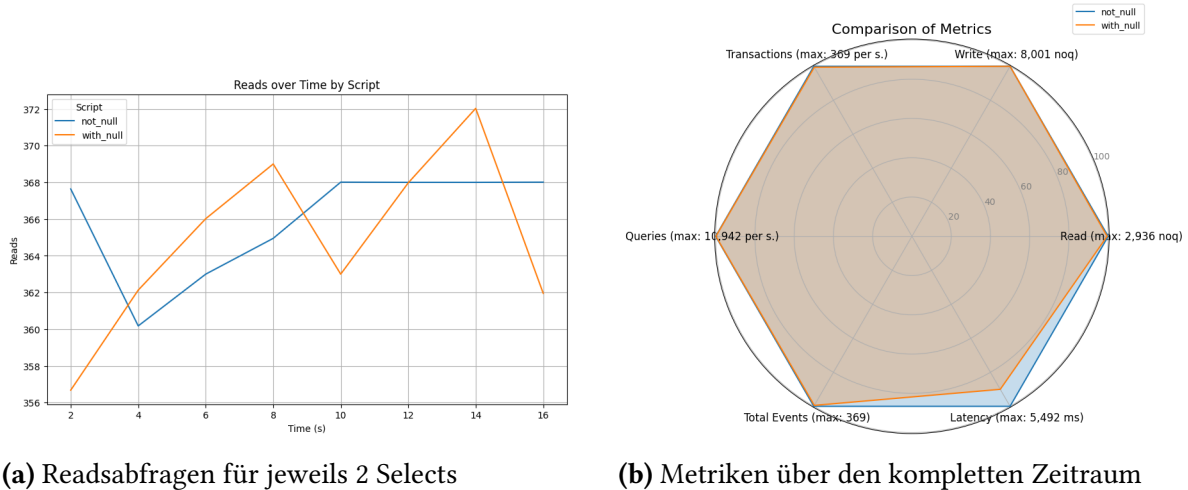 Reads over Time by Script
Script
not_null
with_null
372
370
368
366
364
362
360
358
356
Reads
2
4
6
8
10
12
14
16
Time (s)
(a) Readsabfragen für jeweils 2 Selects
not_null
with_null
Comparison of Metrics
Transactions (max: 369 per s.)
Write (max: 8,001 noq)
100
80
60
40
20
Queries (max: 10,942 per s.)
Read (max: 2,936 noq)
Total Events (max: 369)
Latency (max: 5,492 ms)
(b) Metriken über den kompletten Zeitraum